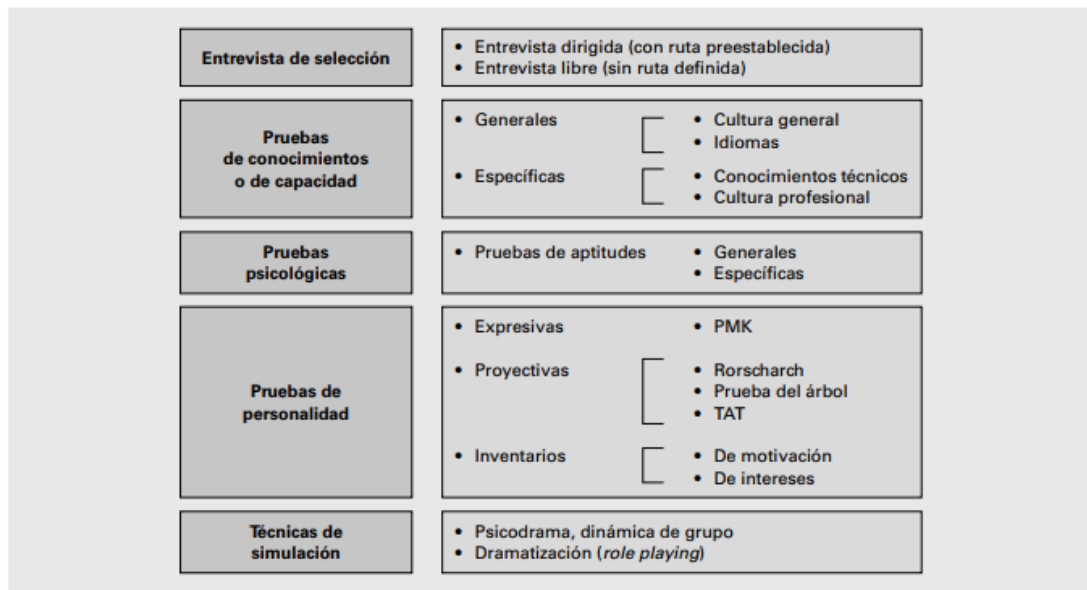 Entrevista de selección
• Entrevista dirigida (con ruta preestablecida)
• Entrevista libre (sin ruta definida)
Pruebas
de conocimientos
o de capacidad
• Generales
• Cultura general
• Idiomas
• Específicas
• Conocimientos técnicos
• Cultura profesional
Pruebas
psicológicas
• Pruebas de aptitudes
• Generales
• Específicas
Pruebas de
personalidad
• Expresivas
• PMK
• Proyectivas
• Rorscharch
• Prueba del árbol
• TAT
• Inventarios
• De motivación
• De intereses
Técnicas de
simulación
• Psicodrama, dinámica de grupo
• Dramatización (role playing)